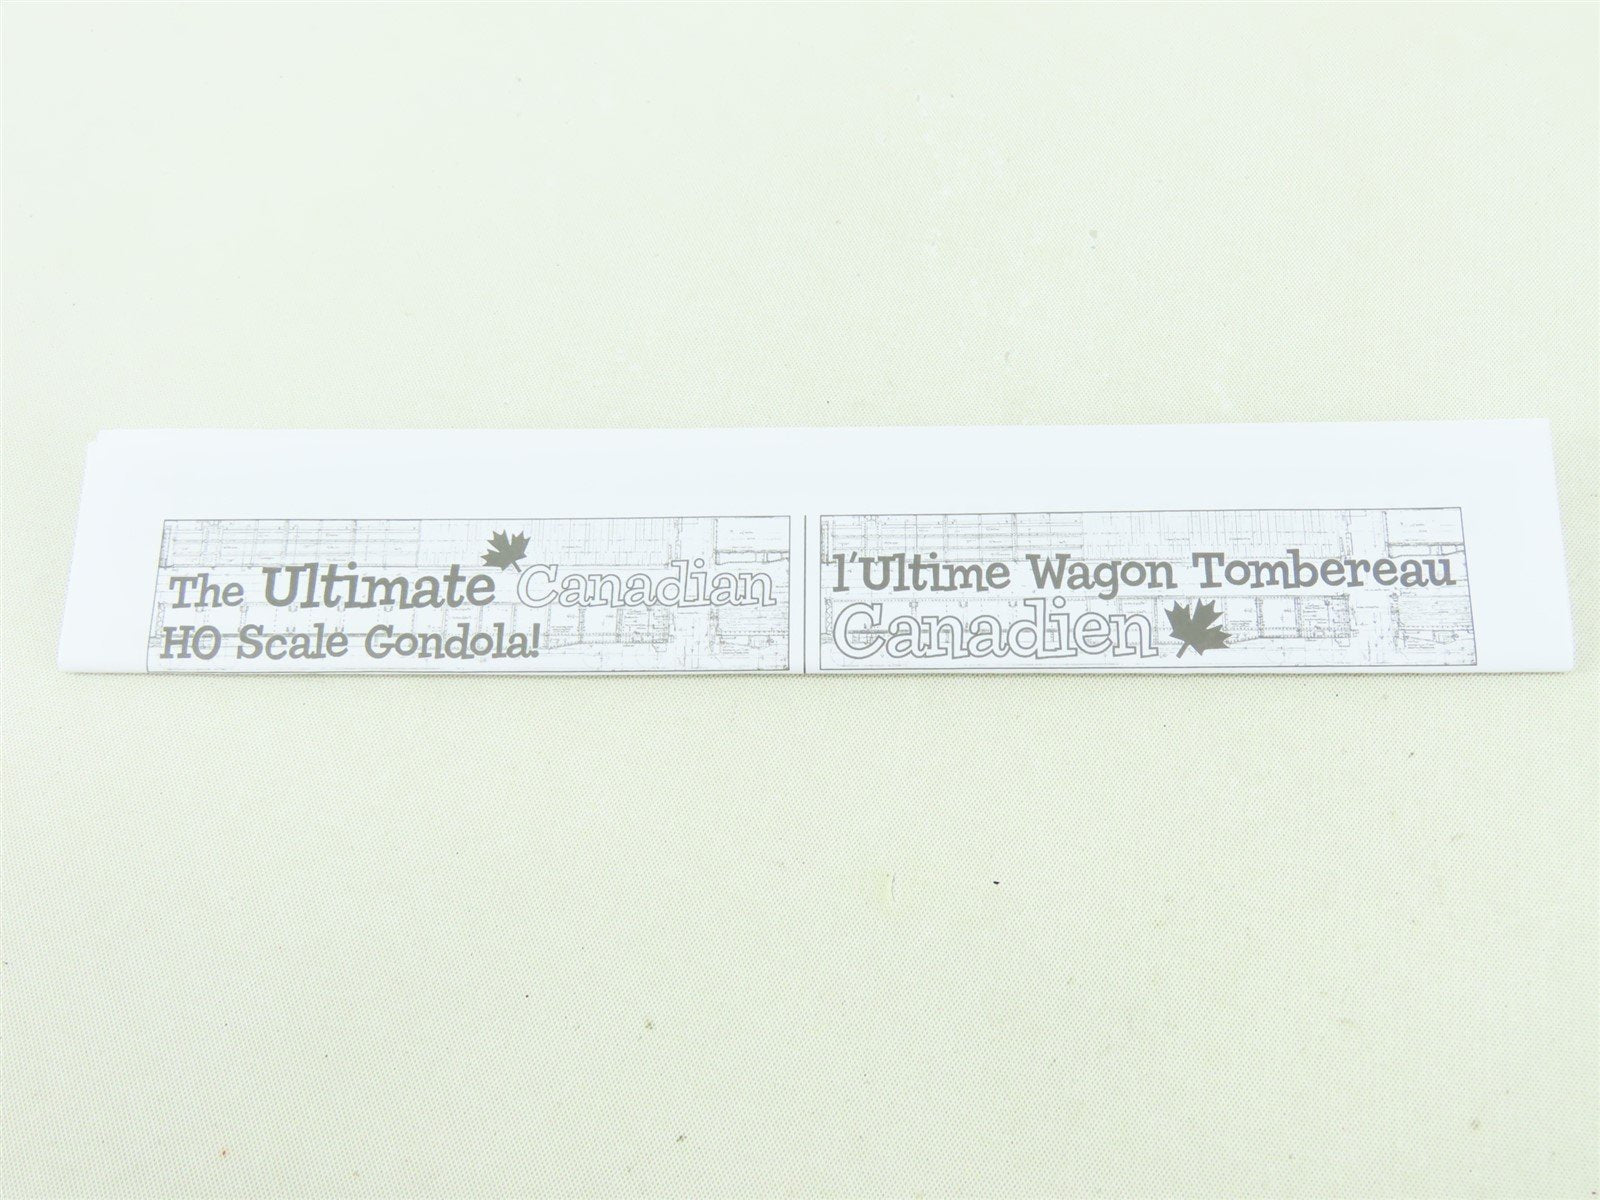 The Ultimate Canadian
HO Scale Gondola!
l'Ultime Wagon Tombereau
Canadien